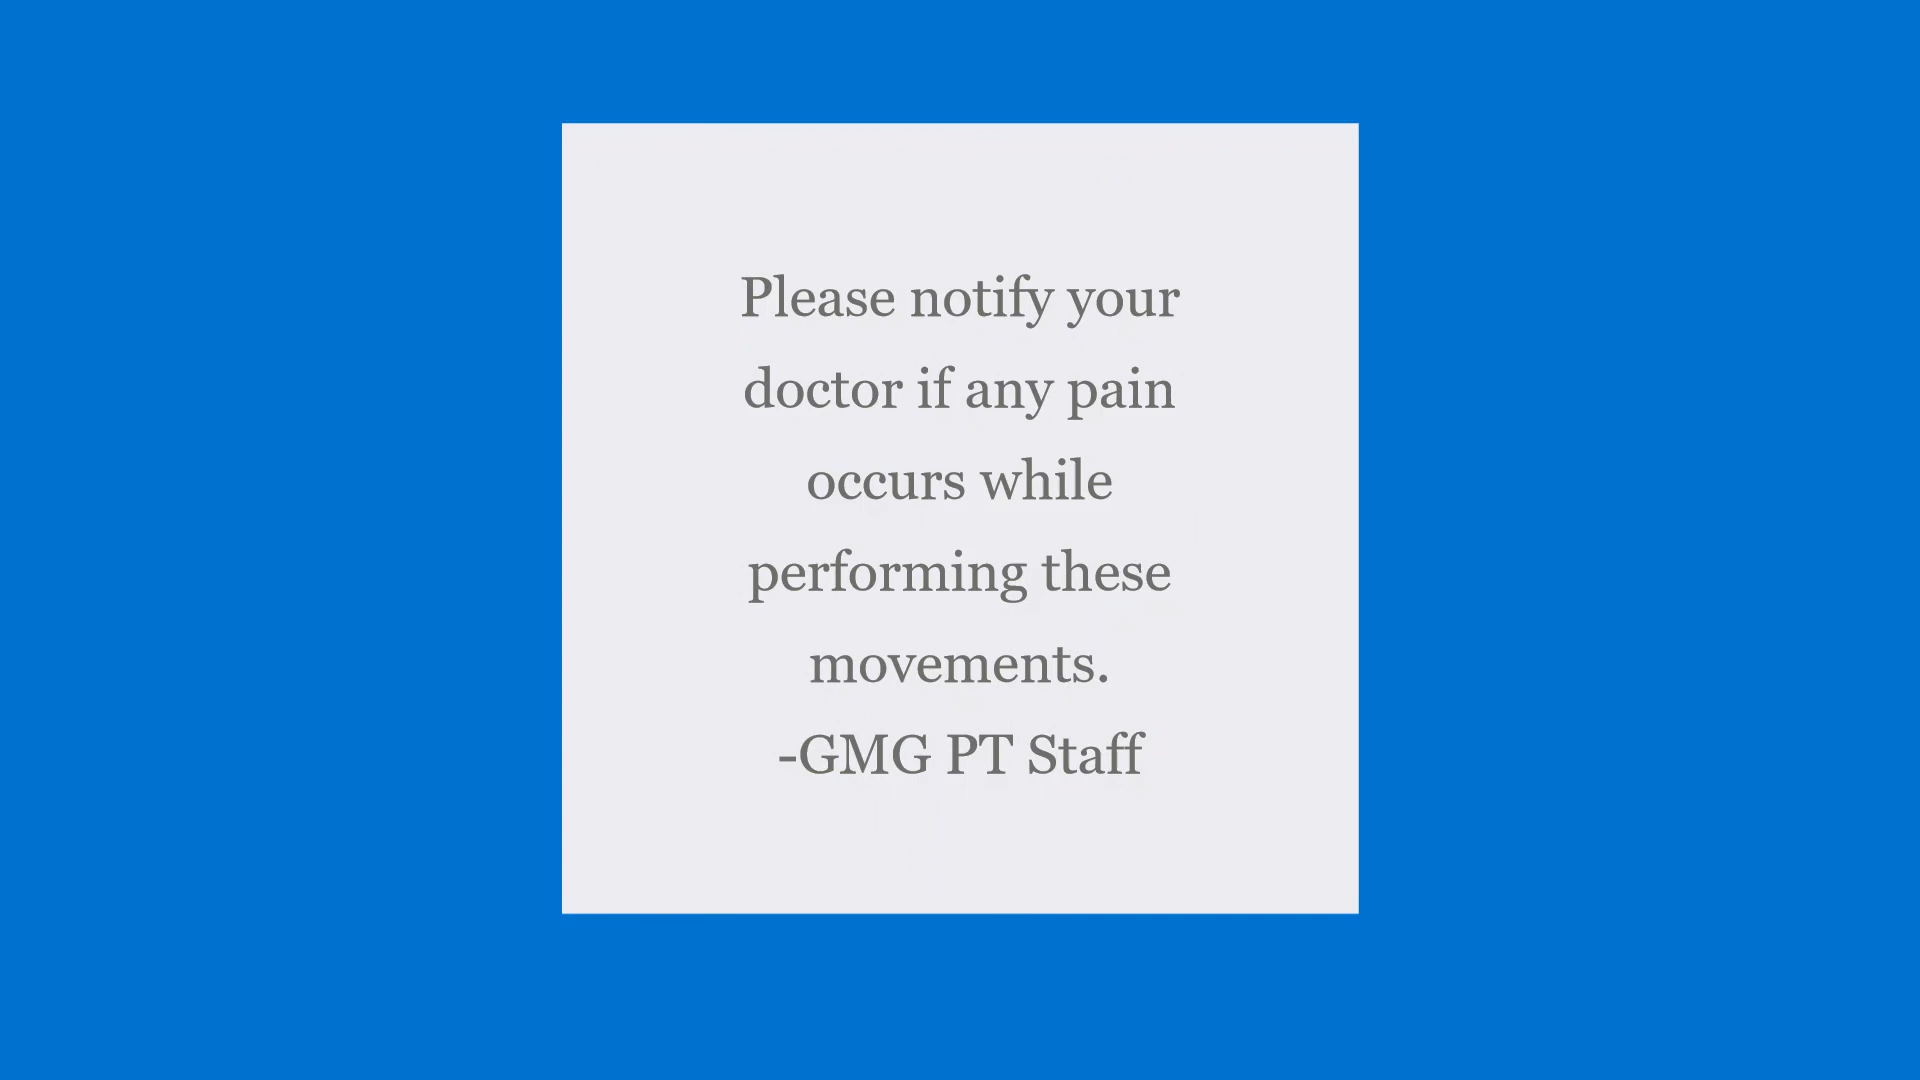 Please notify your
doctor if any pain
occurs while
performing these
movements.
-GMG PT Staff